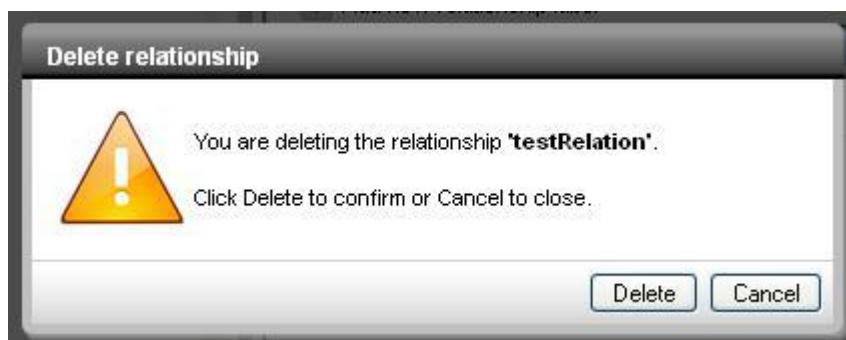 Delete relationship
You are deleting the relationship 'testRelation'.
Click Delete to confirm or Cancel to close.
Delete Cancel